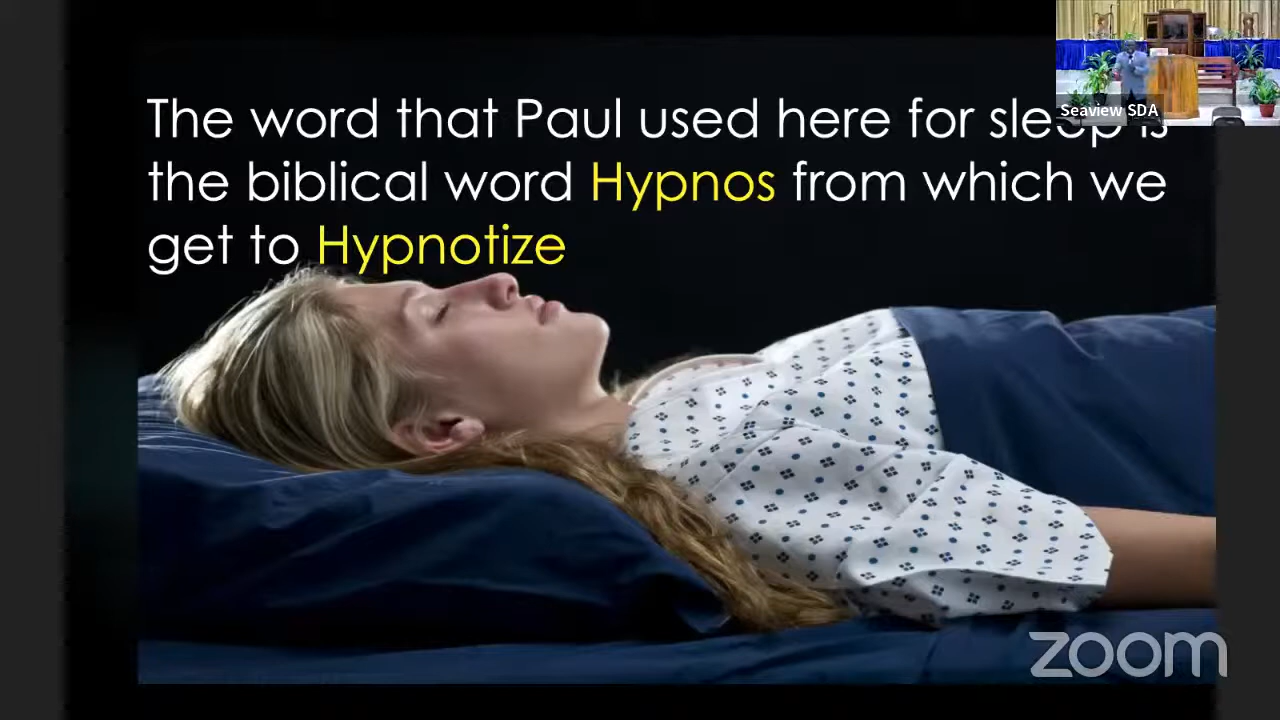 The word that Paul used here for sleep is
the biblical word Hypnos from which we
get to Hypnotize
Seaview SDA
zoom